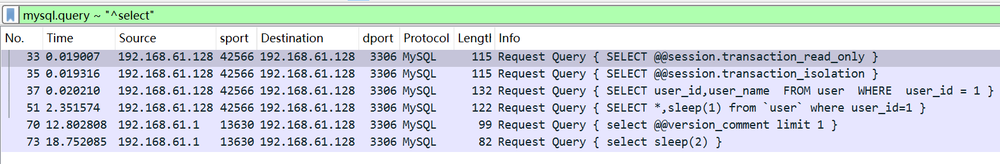 mysql.query ~ "^select"
No. Time Source sport Destination dport Protocol Length Info
33 0.019007 192.168.61.128 42566 192.168.61.128 3306 MySQL 115 Request Query { SELECT @@session.transaction_read_only }
35 0.019316 192.168.61.128 42566 192.168.61.128 3306 MySQL 115 Request Query { SELECT @@session.transaction_isolation }
37 0.020210 192.168.61.128 42566 192.168.61.128 3306 MySQL 132 Request Query { SELECT user_id,user_name  FROM user  WHERE  user_id = 1 }
51 2.351574 192.168.61.128 42566 192.168.61.128 3306 MySQL 122 Request Query { SELECT *,sleep(1) from `user` where user_id=1 }
70 12.802808 192.168.61.1 13630 192.168.61.128 3306 MySQL 99 Request Query { select @@version_comment limit 1 }
73 18.752085 192.168.61.1 13630 192.168.61.128 3306 MySQL 82 Request Query { select sleep(2) }